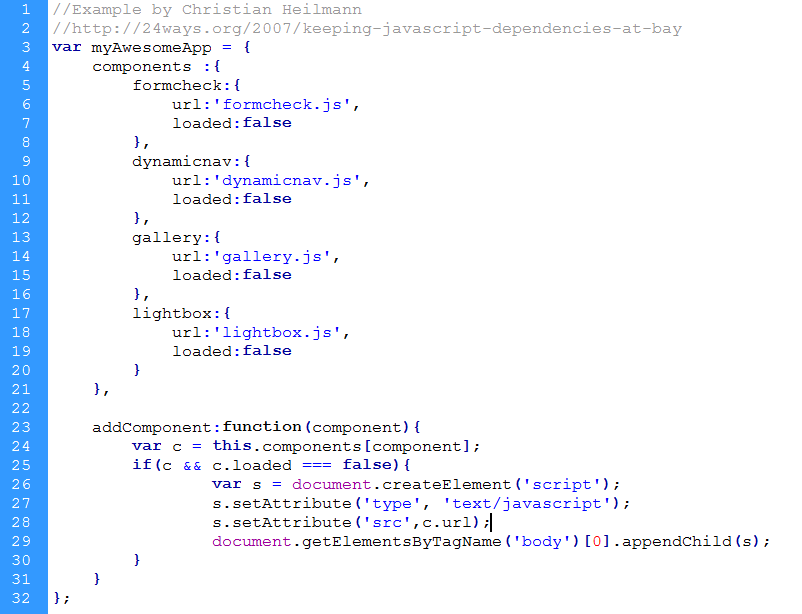 1 //Example by Christian Heilmann
2 //http://24ways.org/2007/keeping-javascript-dependencies-at-bay
3 var myAwesomeApp = {
4     components :{
5         formcheck:{
6             url:'formcheck.js',
7             loaded:false
8         },
9         dynamicnav:{
10             url:'dynamicnav.js',
11             loaded:false
12         },
13         gallery:{
14             url:'gallery.js',
15             loaded:false
16         },
17         lightbox:{
18             url:'lightbox.js',
19             loaded:false
20         }
21     },
22
23     addComponent:function(component){
24         var c = this.components[component];
25         if(c && c.loaded === false){
26                 var s = document.createElement('script');
27                 s.setAttribute('type', 'text/javascript');
28                 s.setAttribute('src',c.url);
29                 document.getElementsByTagName('body')[0].appendChild(s);
30         }
31     }
32 };